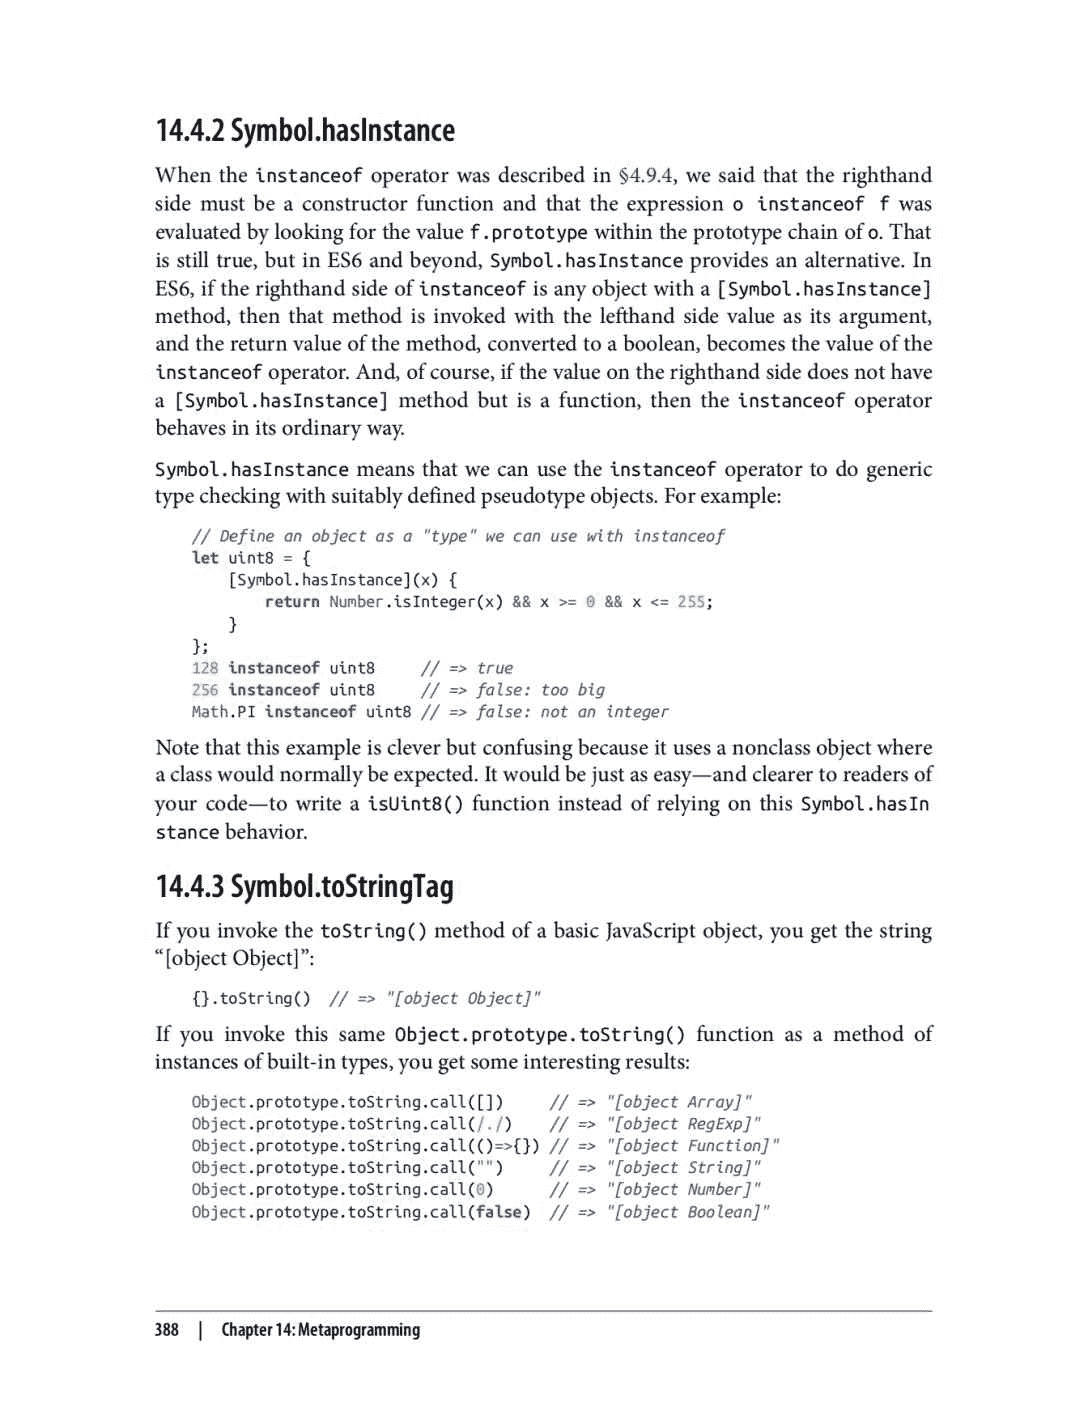 14.4.2 Symbol.hasInstance
When the instanceof operator was described in §4.9.4, we said that the righthand
side must be a constructor function and that the expression o instanceof f was
evaluated by looking for the value f.prototype within the prototype chain of o. That
is still true, but in ES6 and beyond, Symbol.hasInstance provides an alternative. In
ES6, if the righthand side of instanceof is any object with a [Symbol.hasInstance]
method, then that method is invoked with the lefthand side value as its argument,
and the return value of the method, converted to a boolean, becomes the value of the
instanceof operator. And, of course, if the value on the righthand side does not have
a [Symbol.hasInstance] method but is a function, then the instanceof operator
behaves in its ordinary way.
Symbol.hasInstance means that we can use the instanceof operator to do generic
type checking with suitably defined pseudotype objects. For example:
// Define an object as a "type" we can use with instanceof
let uint8 = {
    [Symbol.hasInstance](x) {
        return Number.isInteger(x) && x >= 0 && x <= 255;
    }
};
128 instanceof uint8     // => true
256 instanceof uint8     // => false: too big
Math.PI instanceof uint8 // => false: not an integer
Note that this example is clever but confusing because it uses a nonclass object where
a class would normally be expected. It would be just as easy—and clearer to readers of
your code—to write a isUint8() function instead of relying on this Symbol.hasIn
stance behavior.
14.4.3 Symbol.toStringTag
If you invoke the toString() method of a basic JavaScript object, you get the string
“[object Object]”:
{}.toString()  // => "[object Object]"
If you invoke this same Object.prototype.toString() function as a method of
instances of built-in types, you get some interesting results:
Object.prototype.toString.call([])     // => "[object Array]"
Object.prototype.toString.call(/./)    // => "[object RegExp]"
Object.prototype.toString.call(()=>{}) // => "[object Function]"
Object.prototype.toString.call("")     // => "[object String]"
Object.prototype.toString.call(0)      // => "[object Number]"
Object.prototype.toString.call(false)  // => "[object Boolean]"
388 | Chapter 14: Metaprogramming